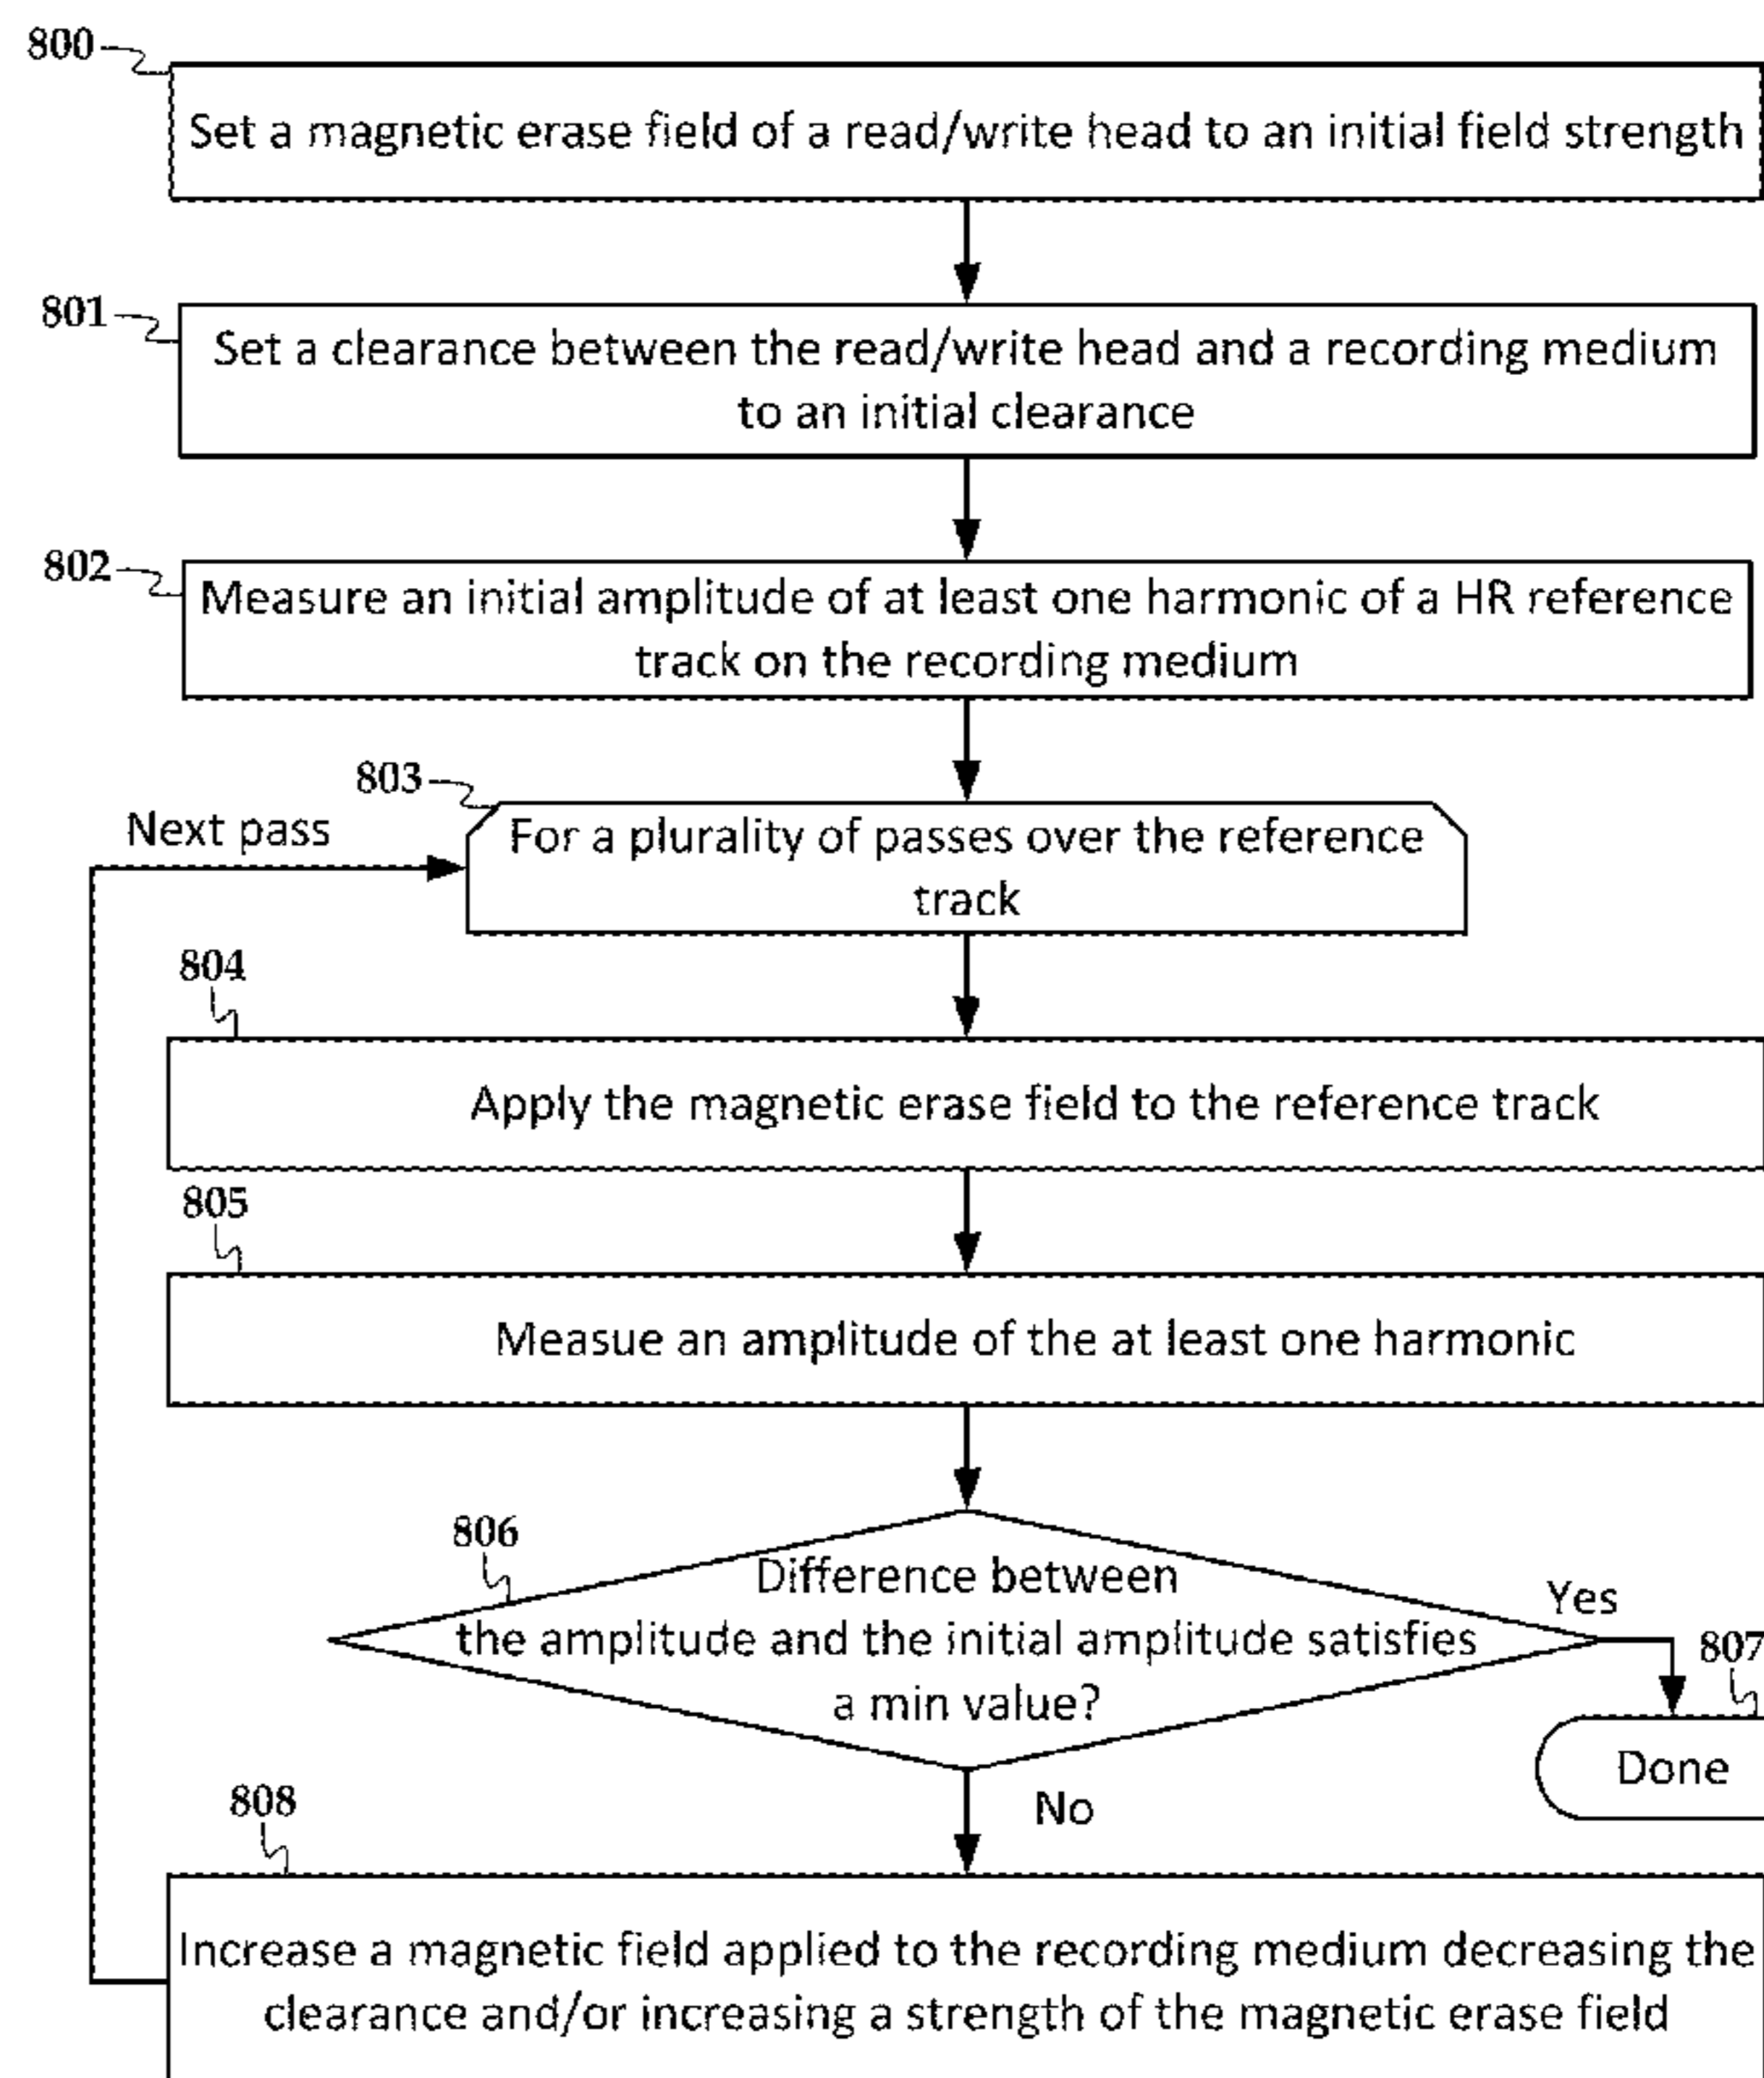 800
Set a magnetic erase field of a read/write head to an initial field strength
801
Set a clearance between the read/write head and a recording medium
to an initial clearance
802
Measure an initial amplitude of at least one harmonic of a HR reference
track on the recording medium
803
Next pass
For a plurality of passes over the reference
track
804
Apply the magnetic erase field to the reference track
805
Measue an amplitude of the at least one harmonic
806
Difference between
the amplitude and the initial amplitude satisfies
a min value?
Yes
807
Done
No
808
Increase a magnetic field applied to the recording medium decreasing the
clearance and/or increasing a strength of the magnetic erase field